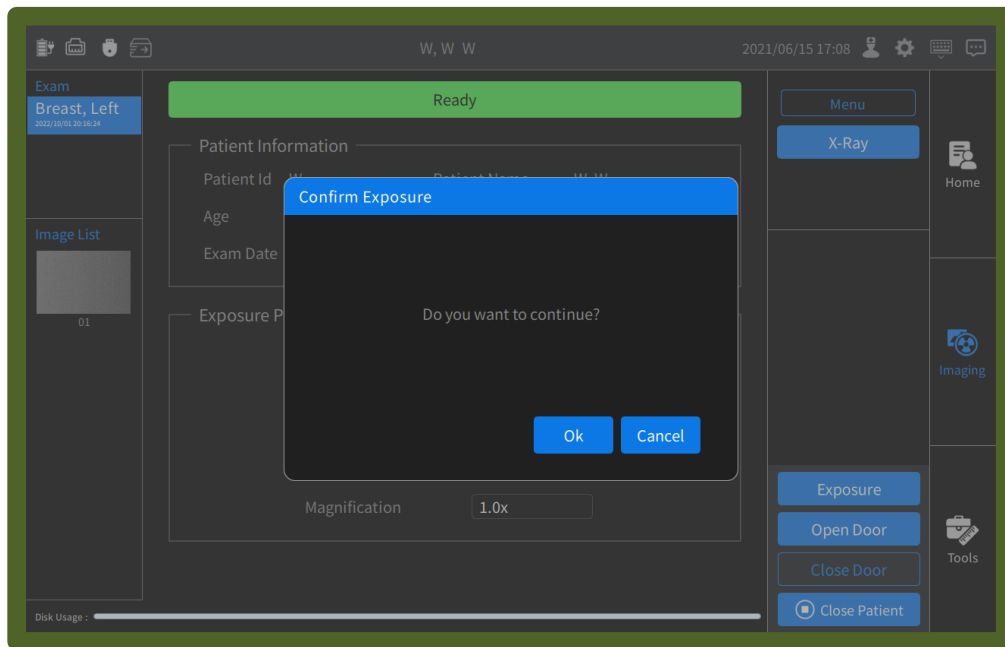 W, W W
2021/06/15 17:08
Exam
Breast, Left
2022/10/01 20:16:24
Image List
01
Ready
Patient Information
Patient Id
Age
Exam Date
Confirm Exposure
Do you want to continue?
Ok Cancel
Exposure P
Magnification 1.0x
Disk Usage :
Menu
X-Ray
Exposure
Open Door
Close Door
Close Patient
Home
Imaging
Tools